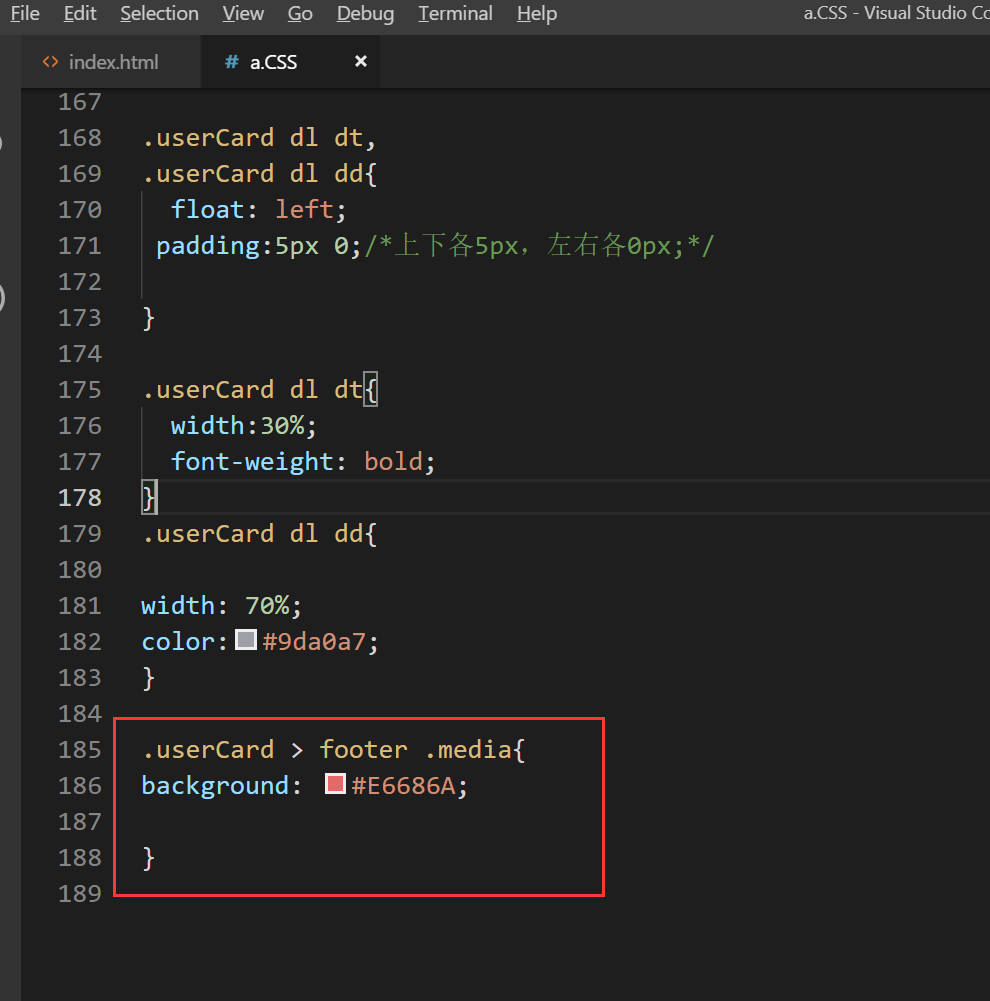 File Edit Selection View Go Debug Terminal Help a.CSS - Visual Studio Co
<> index.html # a.CSS ×
167
168 .userCard dl dt,
169 .userCard dl dd{
170 float: left;
171 padding:5px 0;/*上下各5px，左右各0px;*/
172
173 }
174
175 .userCard dl dt{
176 width:30%;
177 font-weight: bold;
178 }
179 .userCard dl dd{
180
181 width: 70%;
182 color:#9da0a7;
183 }
184
185 .userCard > footer .media{
186 background: #E6686A;
187
188 }
189